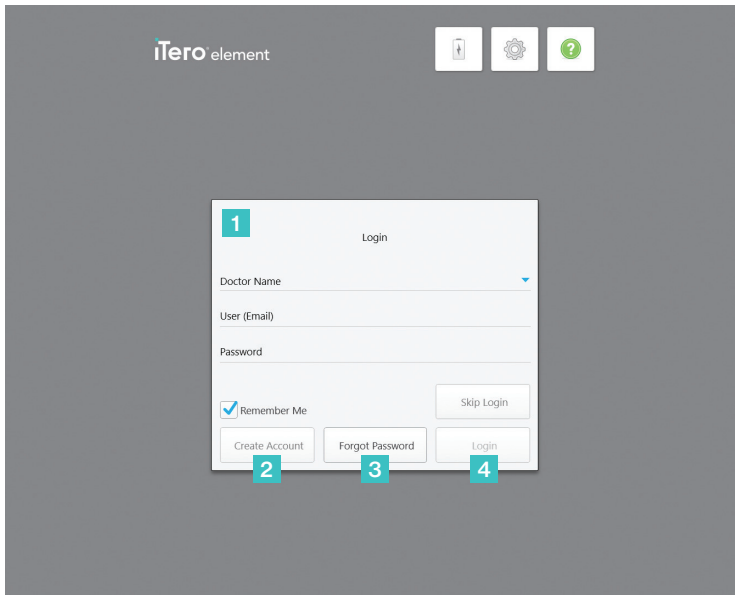 iTero element
?
1
Login
Doctor Name
User (Email)
Password
Skip Login
Remember Me
Create Account Forgot Password Login
2 3 4